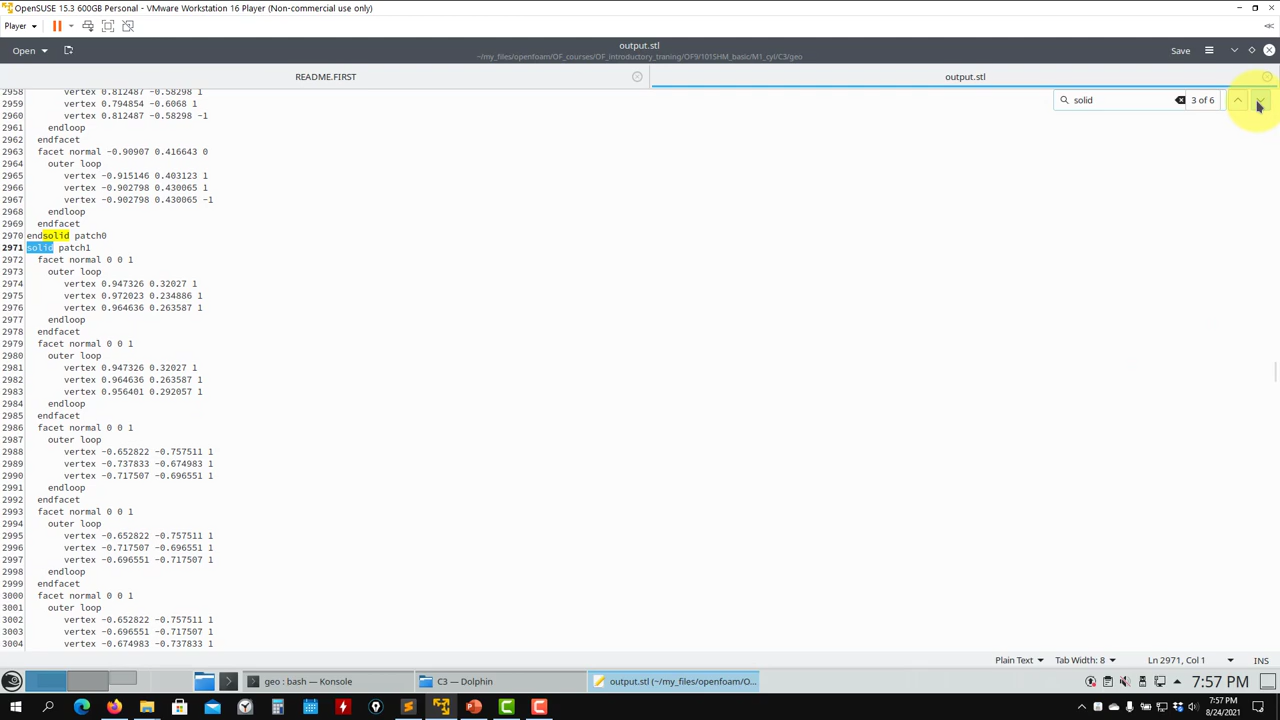 OpenSUSE 15.3 600GB Personal - VMware Workstation 16 Player (Non-commercial use only)
Player
Open
output.stl
~/my_files/openfoam/OF_courses/OF_introductory_traning/OF9/101SHM_basic/M1_cyl/C3/geo
Save
README.FIRST
output.stl
solid
3 of 6
2958 vertex 0.812487 -0.58298 1
2959 vertex 0.794854 -0.6068 1
2960 vertex 0.812487 -0.58298 -1
2961 endloop
2962 endfacet
2963 facet normal -0.90907 0.416643 0
2964 outer loop
2965 vertex -0.915146 0.403123 1
2966 vertex -0.902798 0.430065 1
2967 vertex -0.902798 0.430065 -1
2968 endloop
2969 endfacet
2970 endsolid patch0
2971 solid patch1
2972 facet normal 0 0 1
2973 outer loop
2974 vertex 0.947326 0.32027 1
2975 vertex 0.972023 0.234886 1
2976 vertex 0.964636 0.263587 1
2977 endloop
2978 endfacet
2979 facet normal 0 0 1
2980 outer loop
2981 vertex 0.947326 0.32027 1
2982 vertex 0.964636 0.263587 1
2983 vertex 0.956401 0.292057 1
2984 endloop
2985 endfacet
2986 facet normal 0 0 1
2987 outer loop
2988 vertex -0.652822 -0.757511 1
2989 vertex -0.737833 -0.674983 1
2990 vertex -0.717507 -0.696551 1
2991 endloop
2992 endfacet
2993 facet normal 0 0 1
2994 outer loop
2995 vertex -0.652822 -0.757511 1
2996 vertex -0.717507 -0.696551 1
2997 vertex -0.696551 -0.717507 1
2998 endloop
2999 endfacet
3000 facet normal 0 0 1
3001 outer loop
3002 vertex -0.652822 -0.757511 1
3003 vertex -0.696551 -0.717507 1
3004 vertex -0.674983 -0.737833 1
Plain Text
Tab Width: 8
Ln 2971, Col 1
INS
geo : bash — Konsole
C3 — Dolphin
output.stl (~/my_files/openfoam/O...
7:57 PM
7:57 PM
8/24/2021